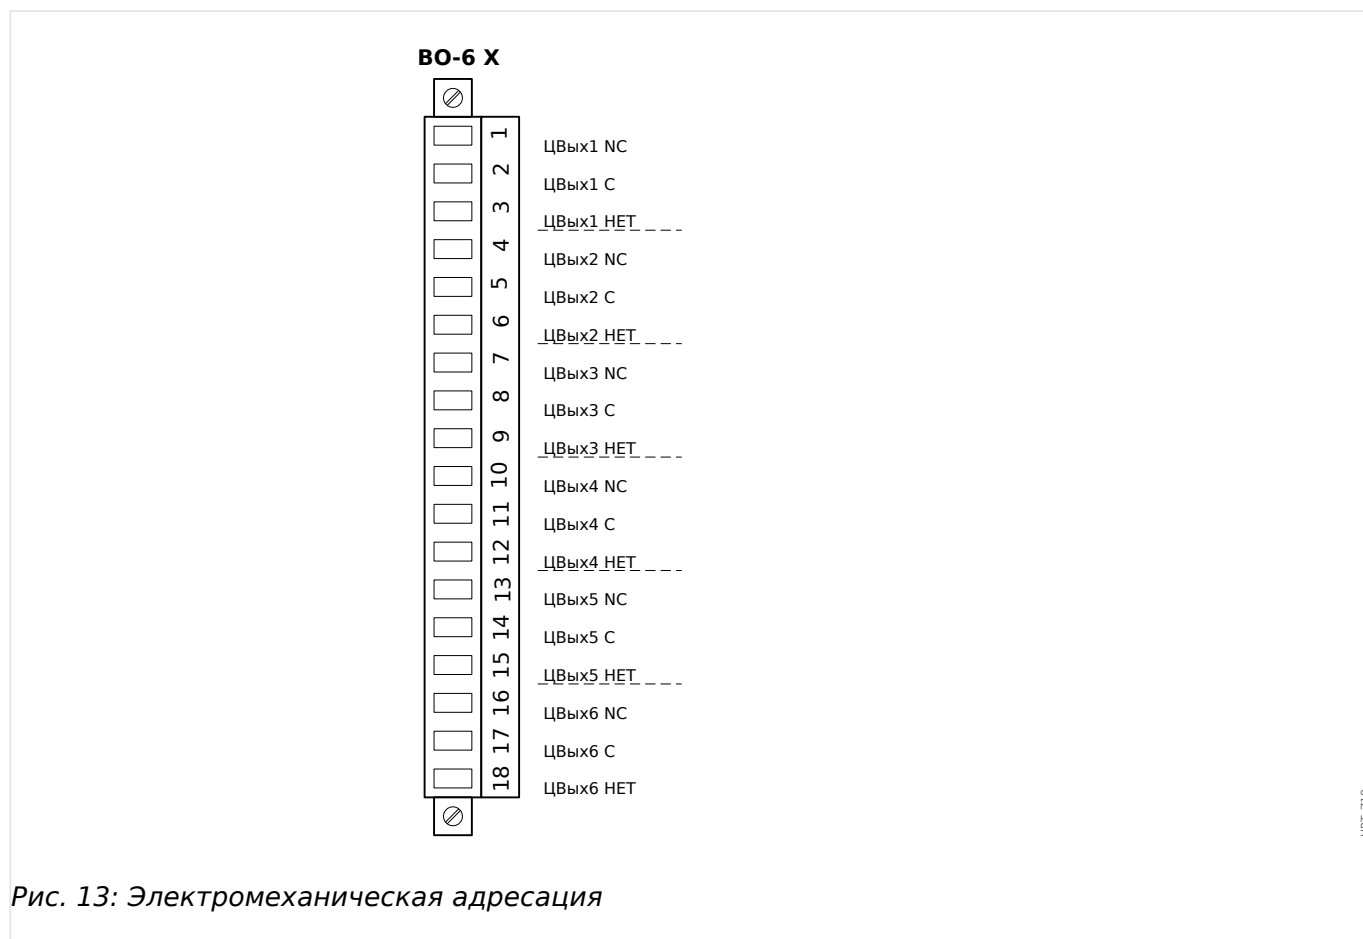 BO-6 X
1 ЦВых1 NC
2 ЦВых1 C
3 ЦВых1 НЕТ
4 ЦВых2 NC
5 ЦВых2 C
6 ЦВых2 НЕТ
7 ЦВых3 NC
8 ЦВых3 C
9 ЦВых3 НЕТ
10 ЦВых4 NC
11 ЦВых4 C
12 ЦВых4 НЕТ
13 ЦВых5 NC
14 ЦВых5 C
15 ЦВых5 НЕТ
16 ЦВых6 NC
17 ЦВых6 C
18 ЦВых6 НЕТ
Рис. 13: Электромеханическая адресация